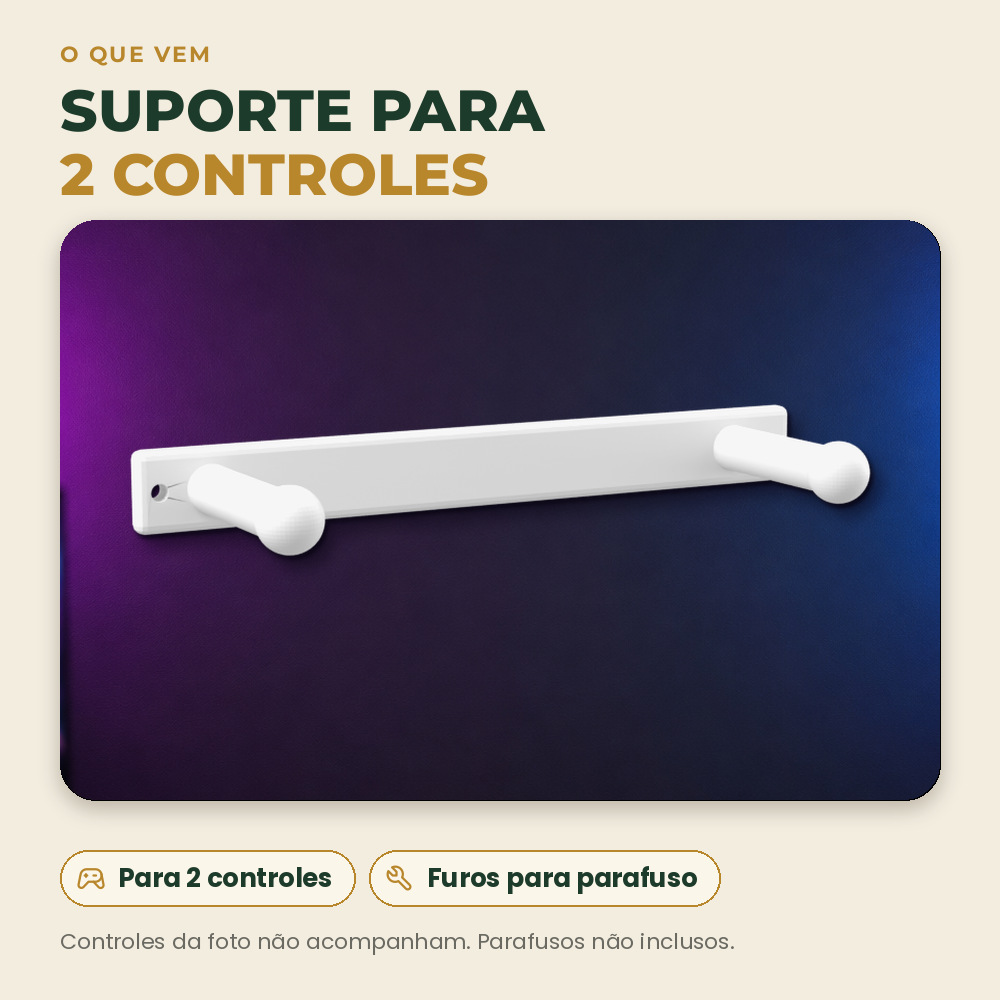 O QUE VEM
SUPORTE PARA
2 CONTROLES
Para 2 controles
Furos para parafuso
Controles da foto não acompanham. Parafusos não inclusos.